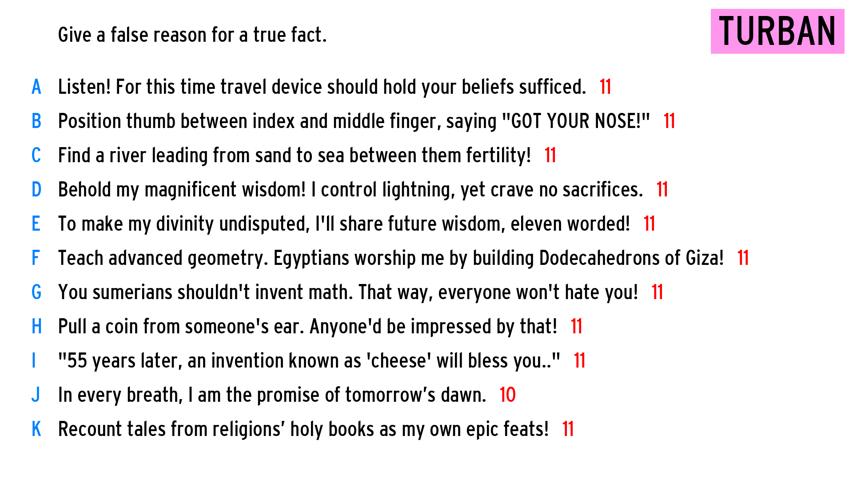 TURBAN
Give a false reason for a true fact.
A Listen! For this time travel device should hold your beliefs sufficed. 11
B Position thumb between index and middle finger, saying "GOT YOUR NOSE!" 11
C Find a river leading from sand to sea between them fertility! 11
D Behold my magnificent wisdom! I control lightning, yet crave no sacrifices. 11
E To make my divinity undisputed, I'll share future wisdom, eleven worded! 11
F Teach advanced geometry. Egyptians worship me by building Dodecahedrons of Giza! 11
G You sumerians shouldn't invent math. That way, everyone won't hate you! 11
H Pull a coin from someone's ear. Anyone'd be impressed by that! 11
I "55 years later, an invention known as 'cheese' will bless you.." 11
J In every breath, I am the promise of tomorrow’s dawn. 10
K Recount tales from religions’ holy books as my own epic feats! 11